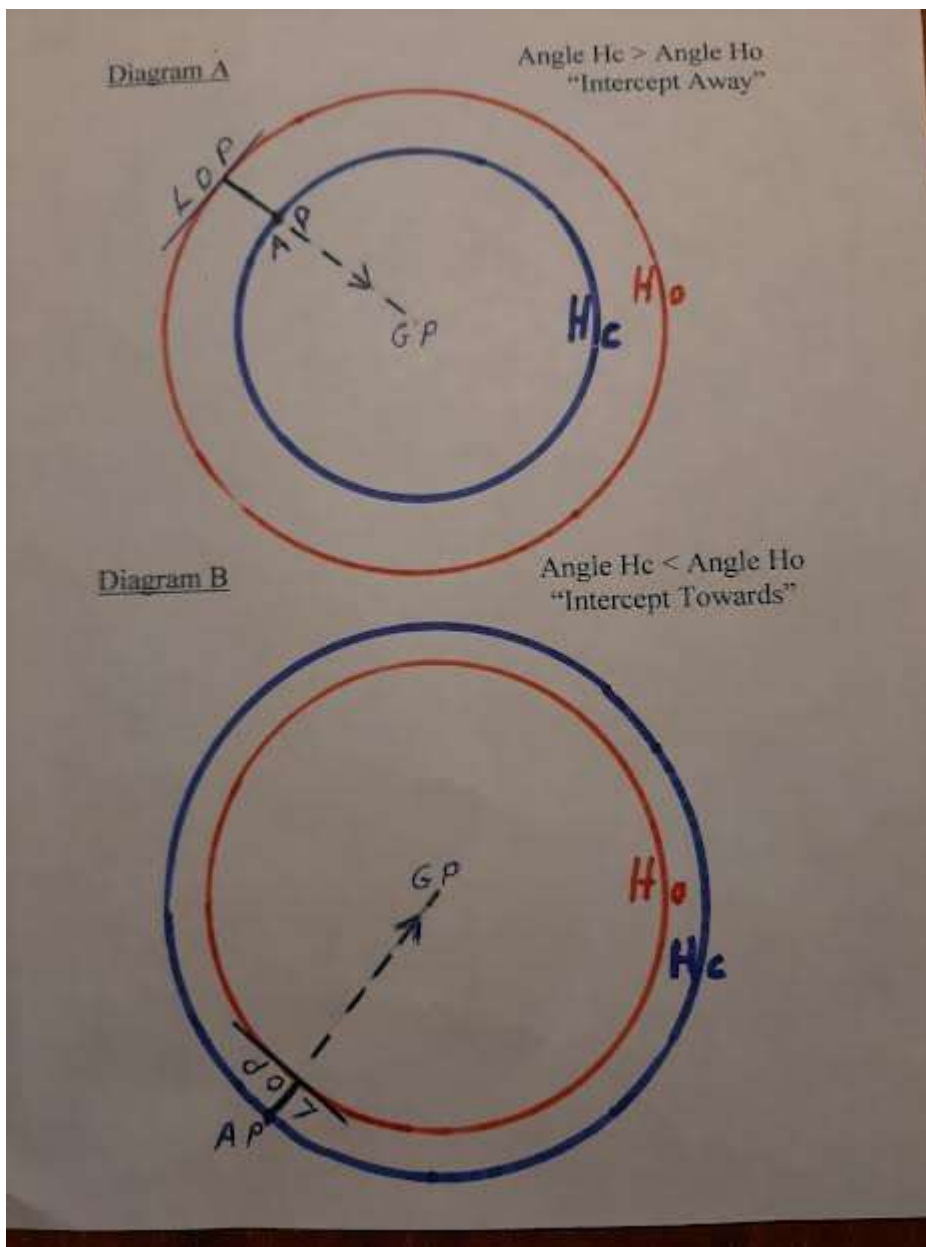 Diagram A
Angle Hc > Angle Ho
"Intercept Away"
LOP
AP
GP
Ho
Hc
Diagram B
Angle Hc < Angle Ho
"Intercept Towards"
GP
Ho
Hc
LOP
AP